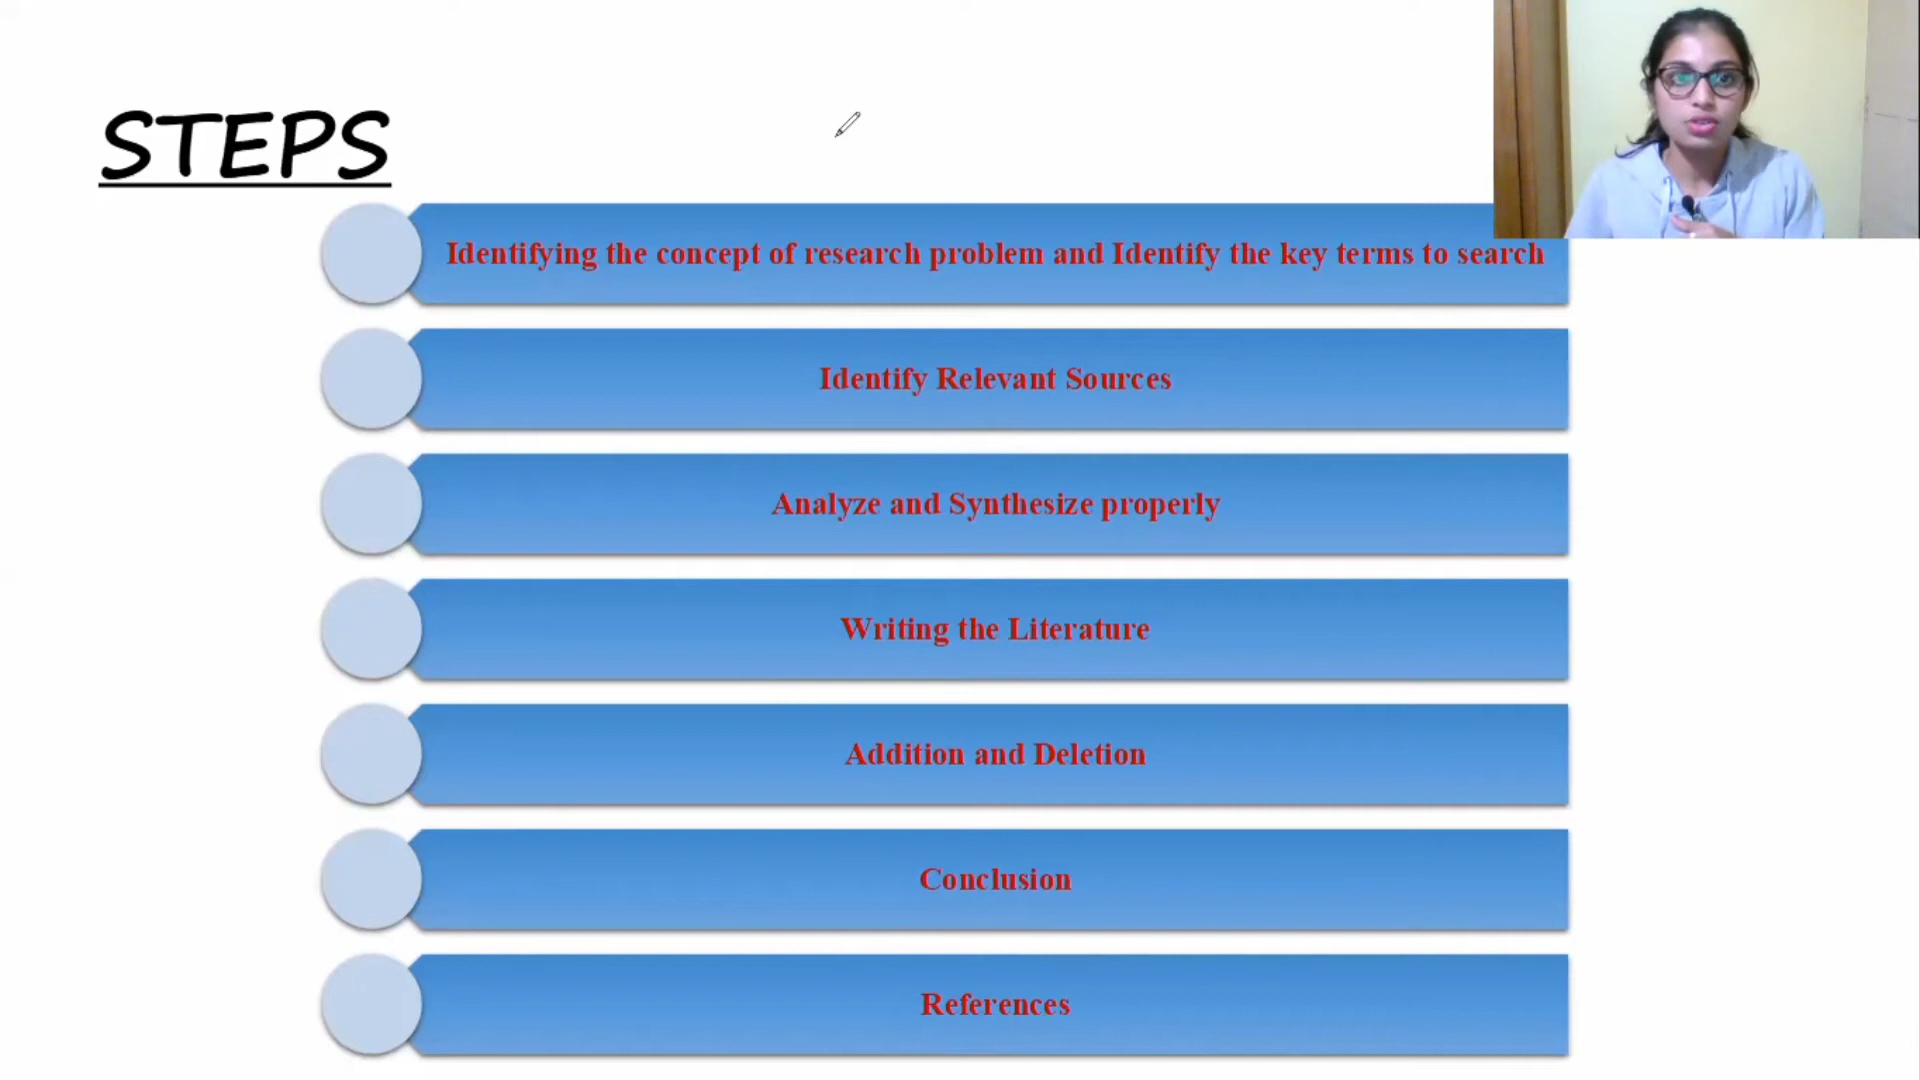 STEPS
Identifying the concept of research problem and Identify the key terms to search
Identify Relevant Sources
Analyze and Synthesize properly
Writing the Literature
Addition and Deletion
Conclusion
References